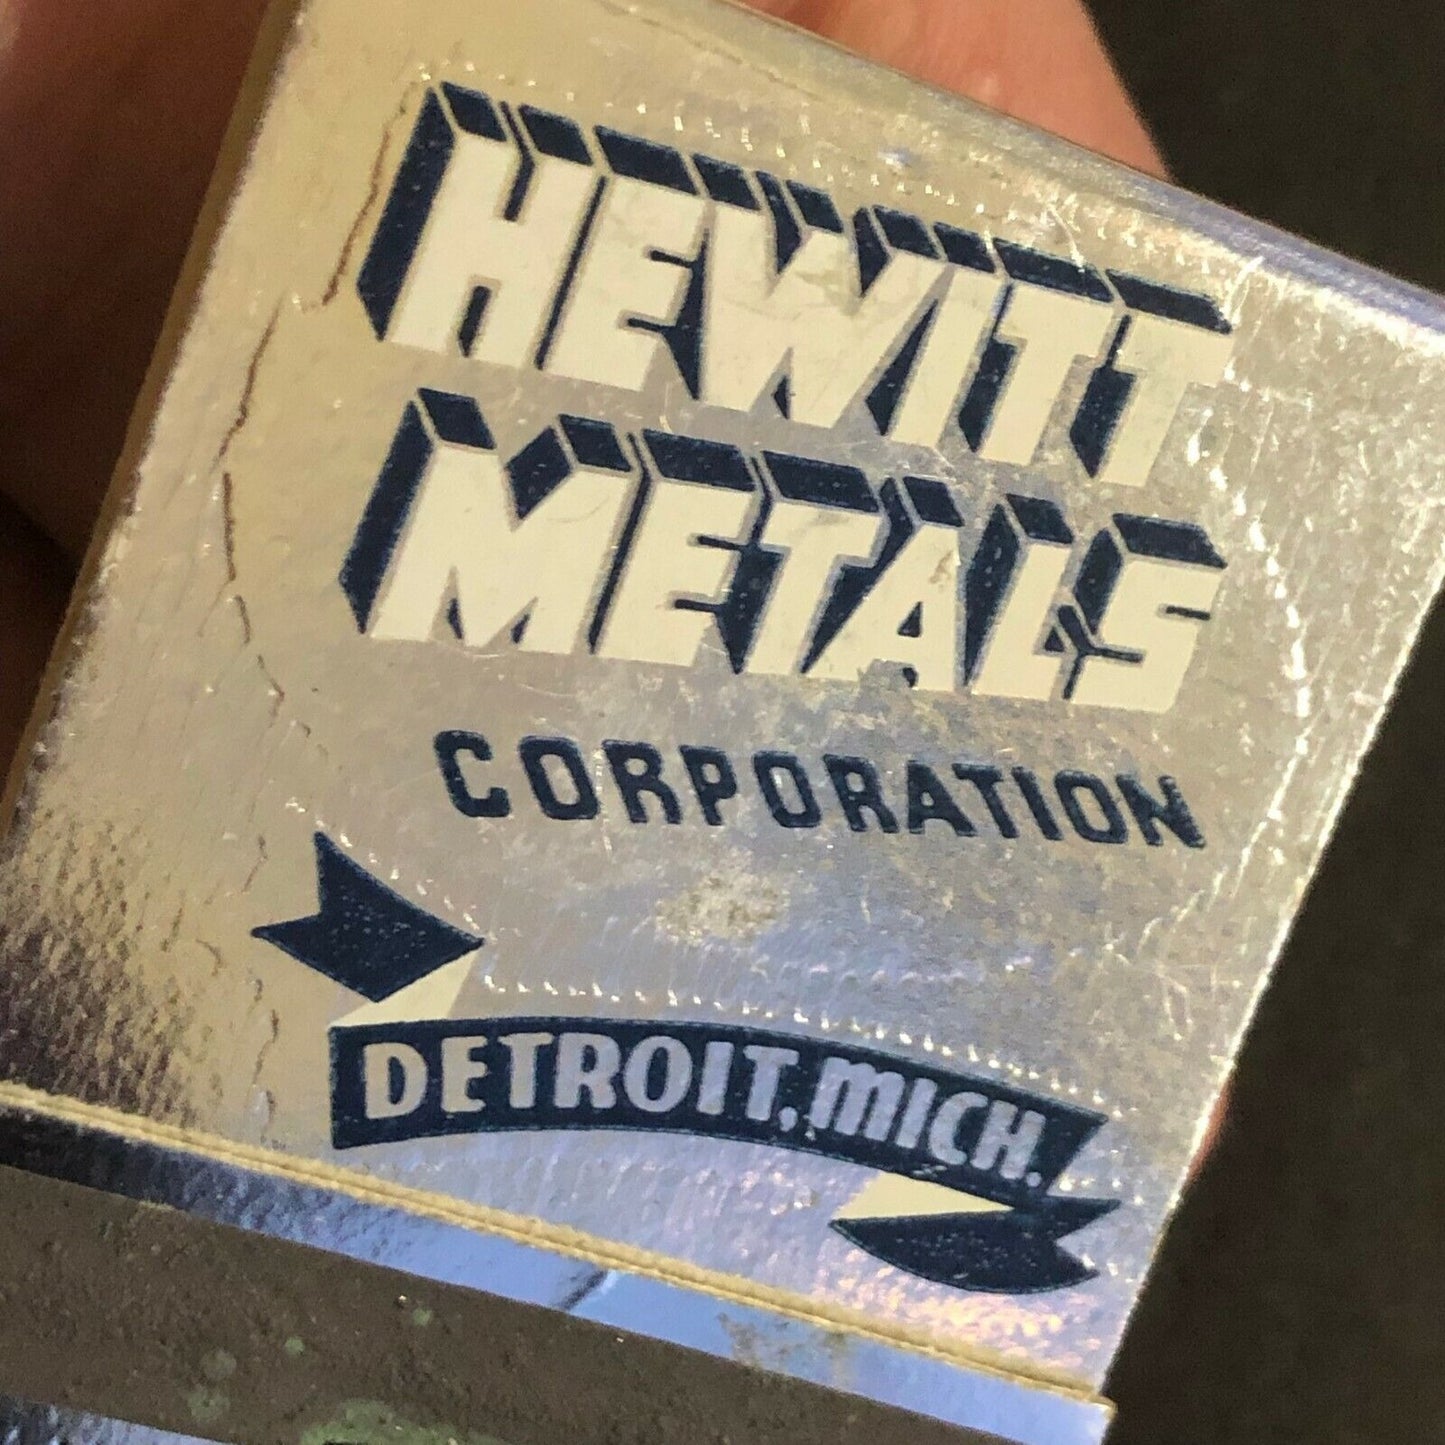 HEWITT
METALS
CORPORATION
DETROIT, MICH.